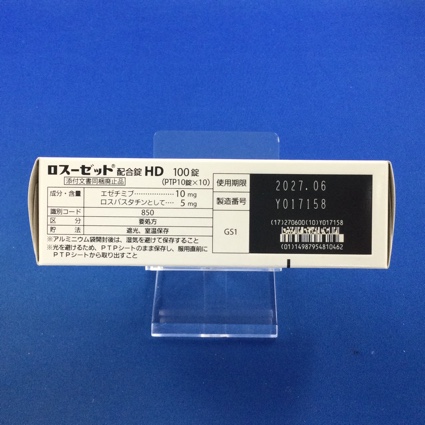 ロスーゼット® 配合錠 HD 100錠
添付文書同梱廃止品 (PTP10錠×10)
成分・含量 エゼチミブ……………10 mg
ロスバスタチンとして…… 5 mg
識別コード 850
区分 要処方
貯法 遮光、室温保存
*アルミニウム袋開封後は、湿気を避けて保存すること
*光を避けるため、PTPシートのまま保存し、服用直前に
PTPシートから取り出すこと
使用期限 2027.06
製造番号 Y017158
GS1
(17)270600(10)Y017158
(01)14987954810462